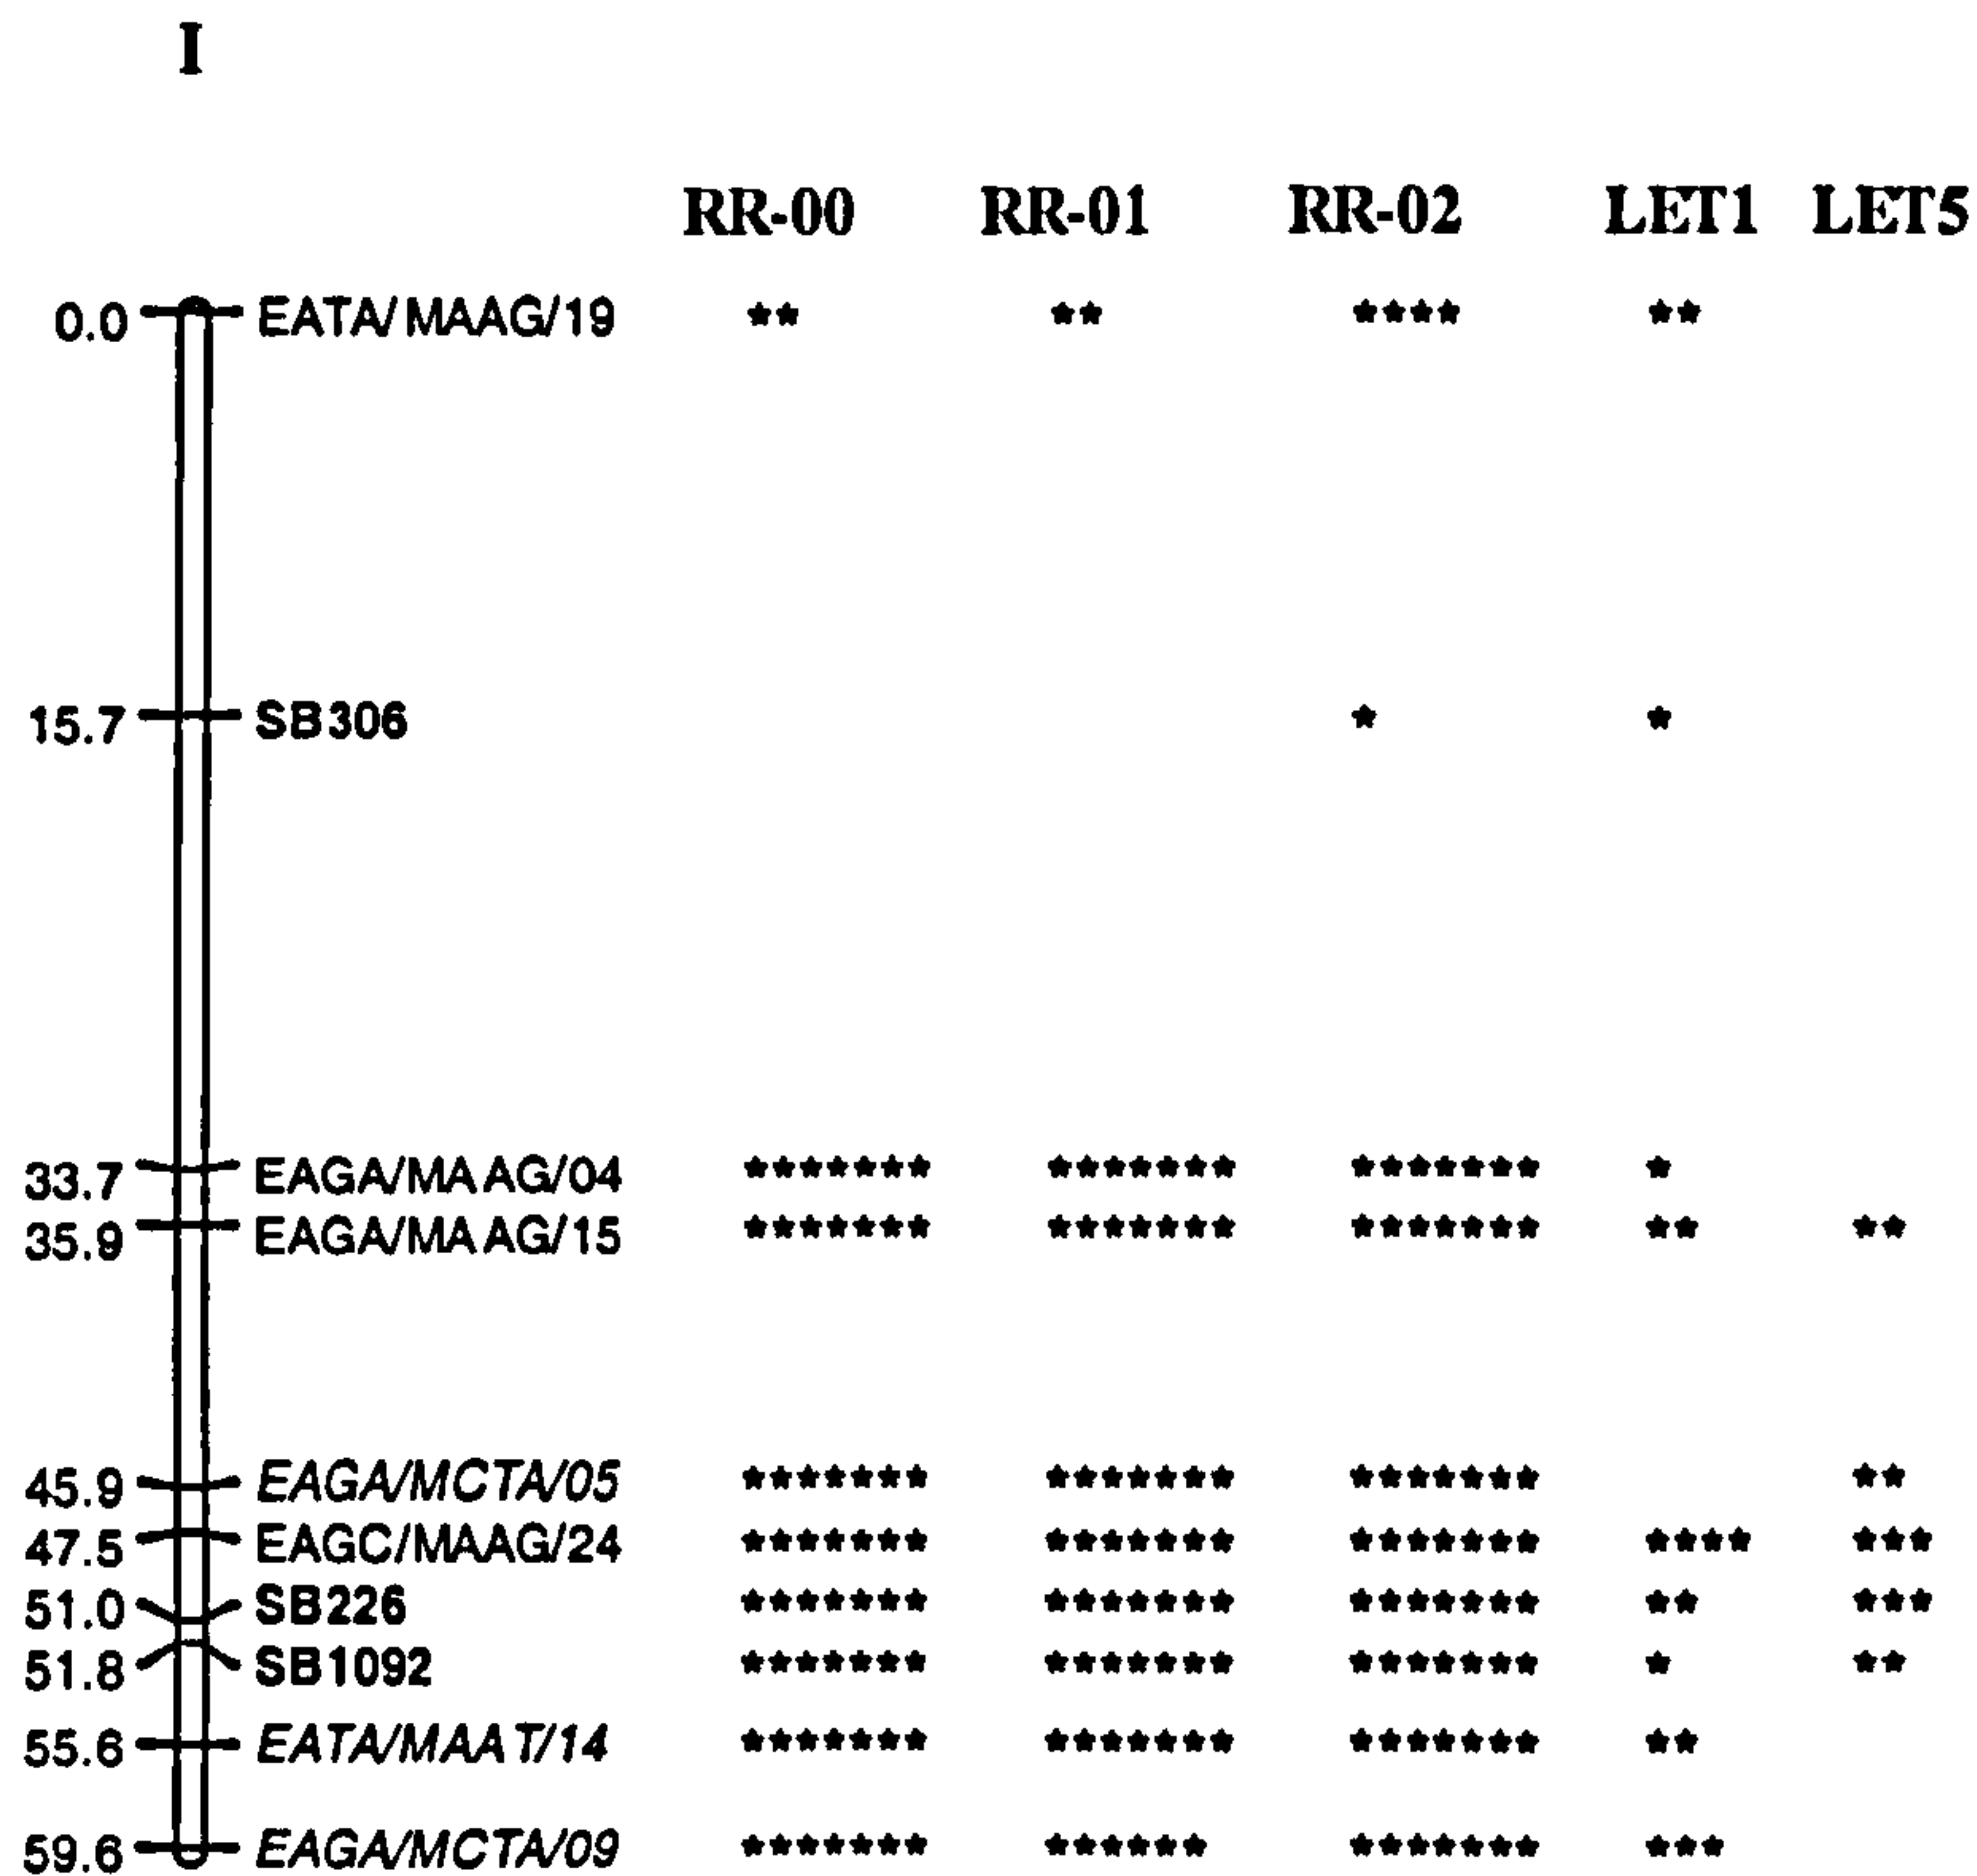 I
RR-00 RR-01 RR-02 LET1 LET5
0.0 EATA/MAAG/19 ** ** **** **
15.7 SB306 * *
33.7 EAGA/MAAG/04 ******* ******* ******* *
35.9 EAGA/MAAG/15 ******* ******* ******* ** **
45.9 EAGA/MCTA/05 ******* ******* ******* **
47.5 EAGC/MAAG/24 ******* ******* ******* **** ***
51.0 SB226 ******* ******* ******* ** ***
51.8 SB1092 ******* ******* ******* * **
55.6 EATA/MAAT/14 ******* ******* ******* **
59.6 EAGA/MCTA/09 ******* ****** ******* ***